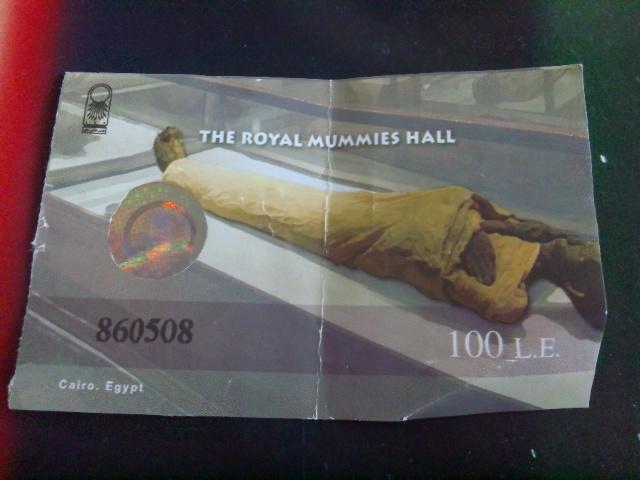 THE ROYAL MUMMIES HALL
860508
100 L.E.
Cairo. Egypt